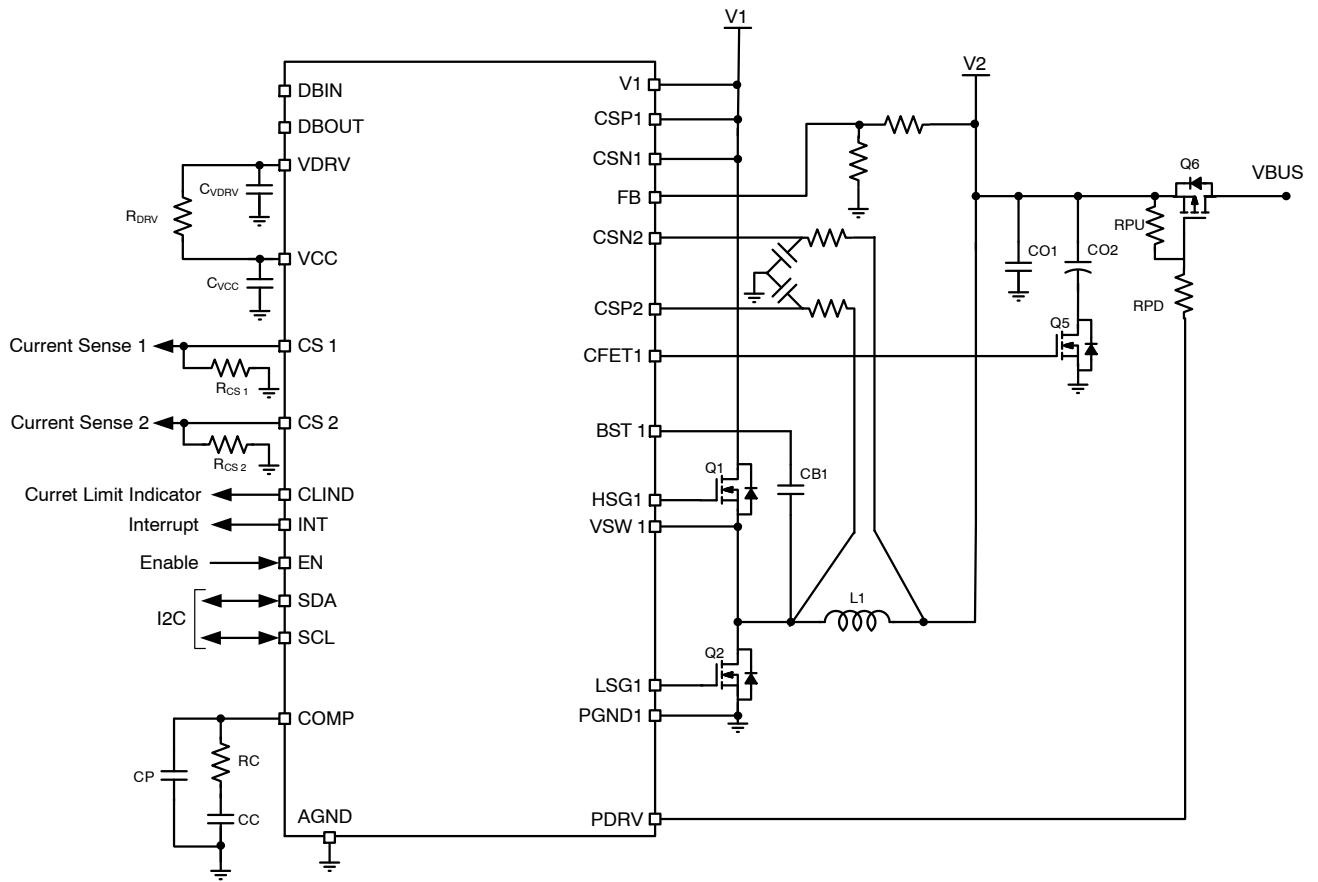 V1
V2
DBIN
DBOUT
VDRV
CVDRV
RDRV
VCC
CVCC
Current Sense 1
CS 1
RCS 1
Current Sense 2
CS 2
RCS 2
Curret Limit Indicator
CLIND
Interrupt
INT
Enable
EN
I2C
SDA
SCL
COMP
CP
RC
CC
AGND
V1
CSP1
CSN1
FB
CSN2
CSP2
CFET1
BST 1
HSG1
VSW 1
LSG1
PGND1
PDRV
Q1
CB1
L1
Q2
CO1
CO2
Q5
RPU
RPD
Q6
VBUS